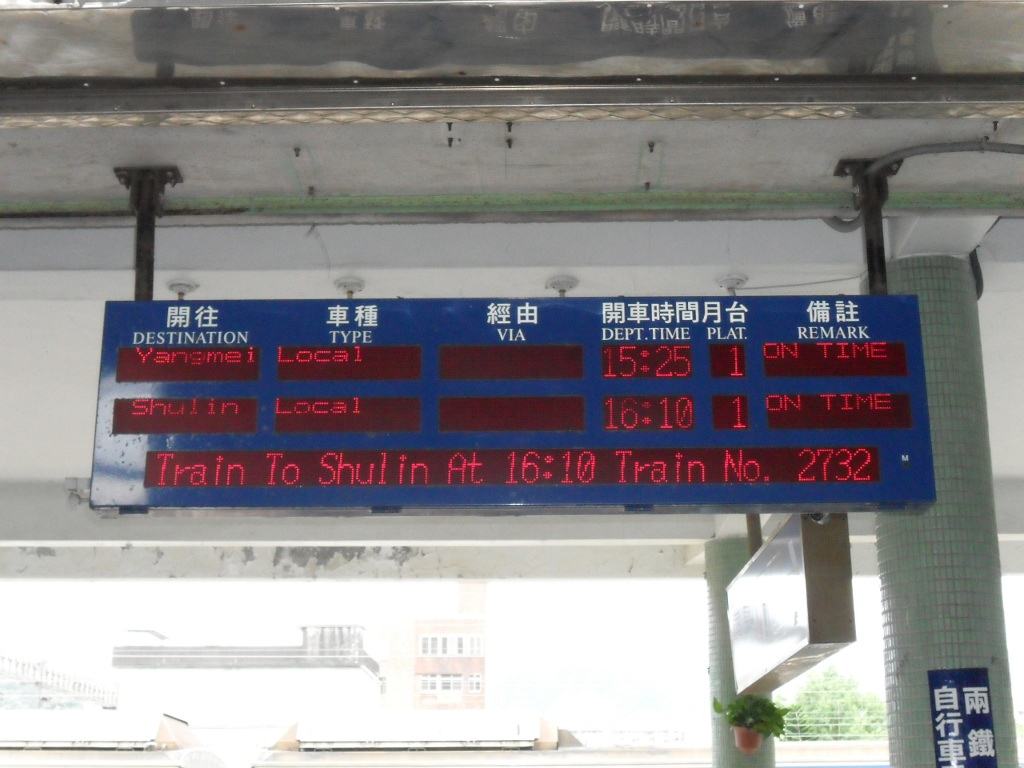 開往 車種 經由 開車時間 月台 備註
DESTINATION TYPE VIA DEPT.TIME PLAT. REMARK
Yangmei Local 15:25 1 ON TIME
Shulin Local 16:10 1 ON TIME
Train To Shulin At 16:10 Train No. 2732
M
兩鐵
自行車